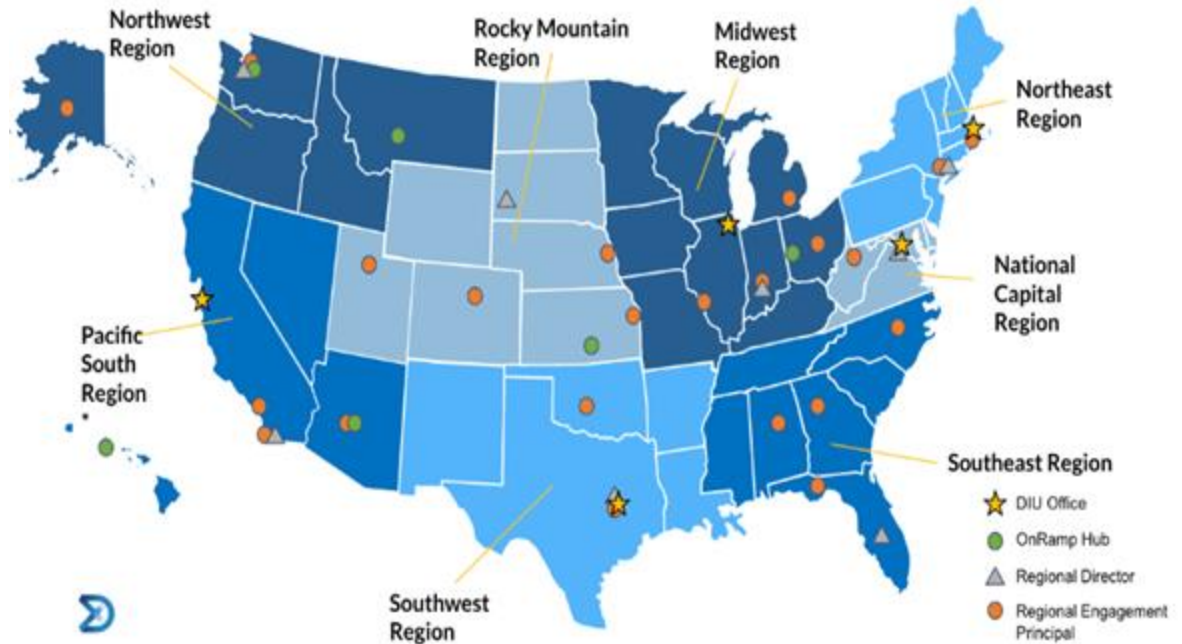 Northwest
Region
Rocky Mountain
Region
Midwest
Region
Northeast
Region
National
Capital
Region
Pacific
South
Region
Southeast Region
DIU Office
OnRamp Hub
Regional Director
Regional Engagement
Principal
Southwest
Region